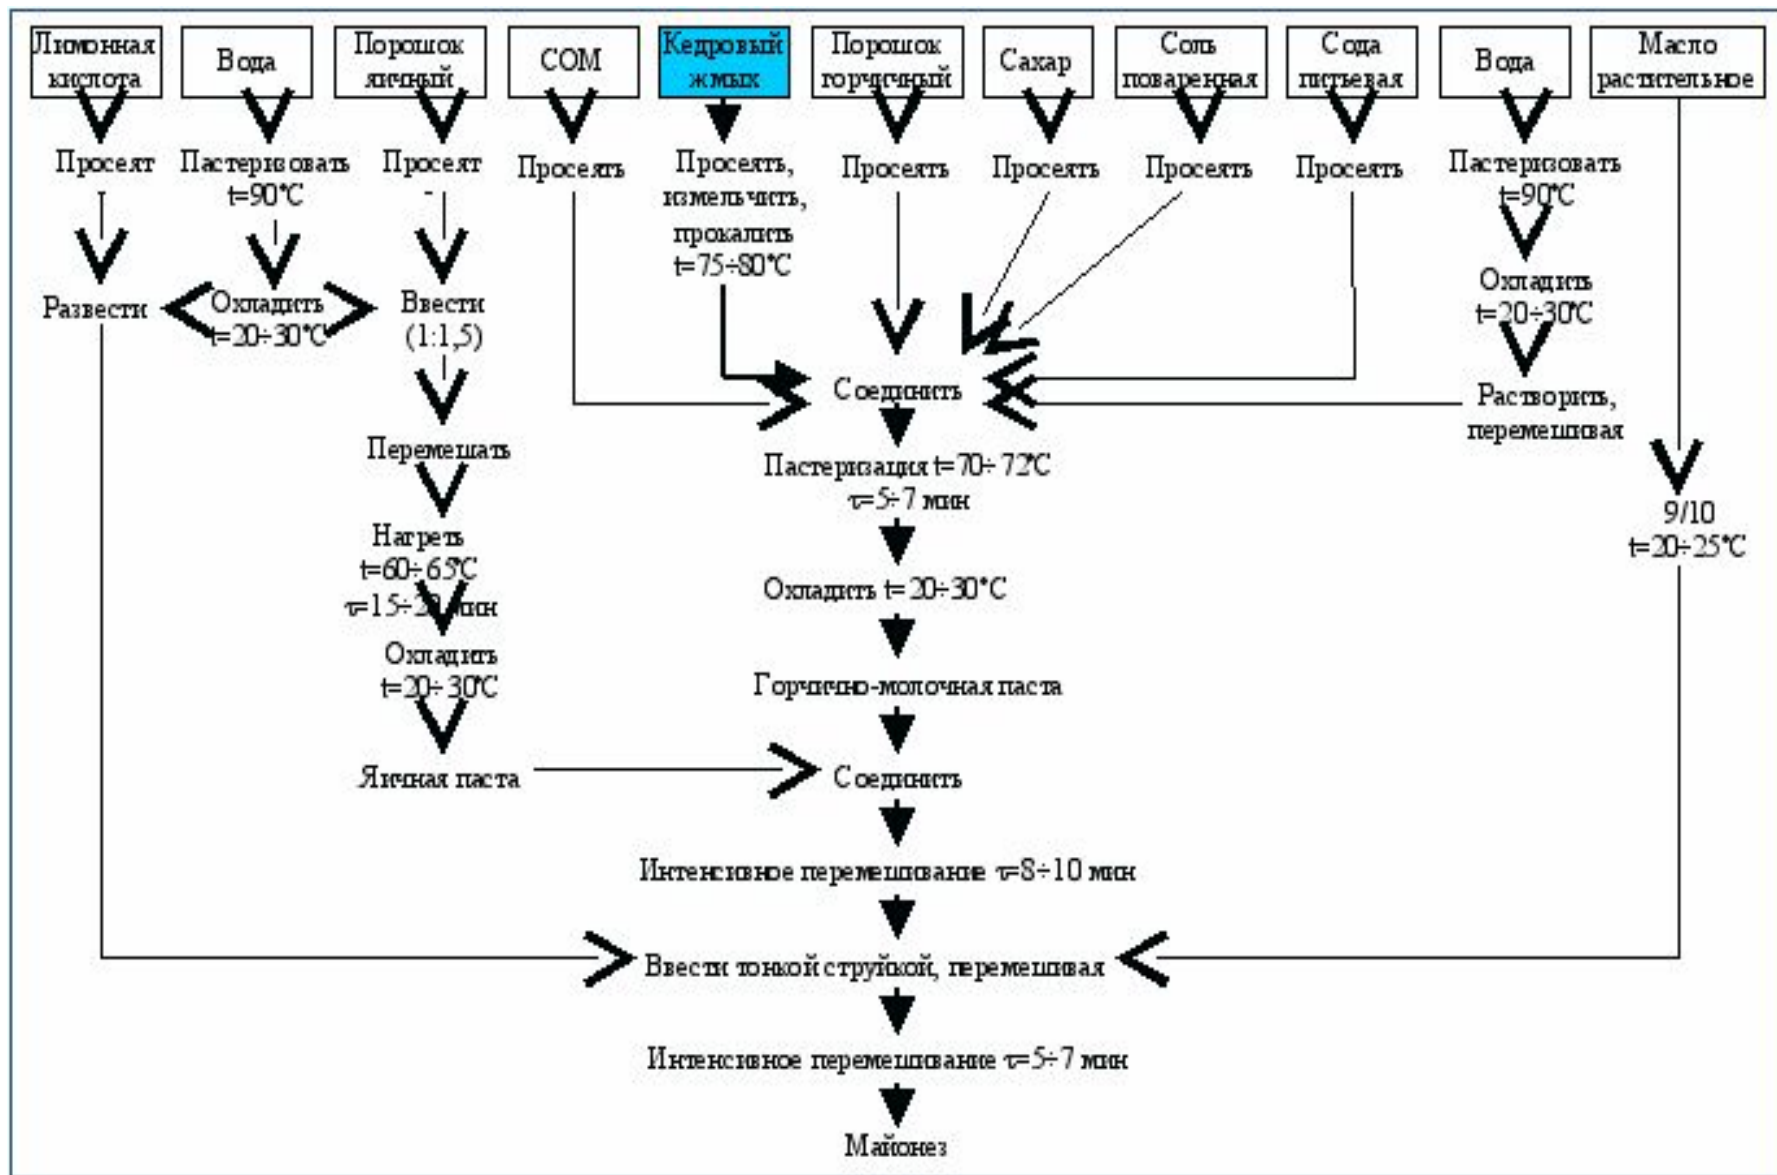 Лимонная
кислота
Вода
Порошок
яичный
СОМ
Кедровый
жмых
Порошок
горчичный
Сахар
Соль
поваренная
Сода
питьевая
Вода
Масло
растительное
Просеят
Пастеризовать
t=90°С
Просеят
Просеять
Просеять,
измельчить,
прокалить
t=75÷80°С
Просеять
Просеять
Просеять
Просеять
Пастеризовать
t=90°С
Развести
Охладить
t=20÷30°С
Ввести
(1:1,5)
Охладить
t=20÷30°С
Соединить
Растворить,
перемешивая
Перемешать
Пастеризация t=70÷72°С
τ=5÷7 мин
9/10
t=20÷25°С
Нагреть
t=60÷65°С
τ=15÷20 мин
Охладить t=20÷30°С
Охладить
t=20÷30°С
Горчично-молочная паста
Яичная паста
Соединить
Интенсивное перемешивание τ=8÷10 мин
Ввести тонкой струйкой, перемешивая
Интенсивное перемешивание τ=5÷7 мин
Майонез